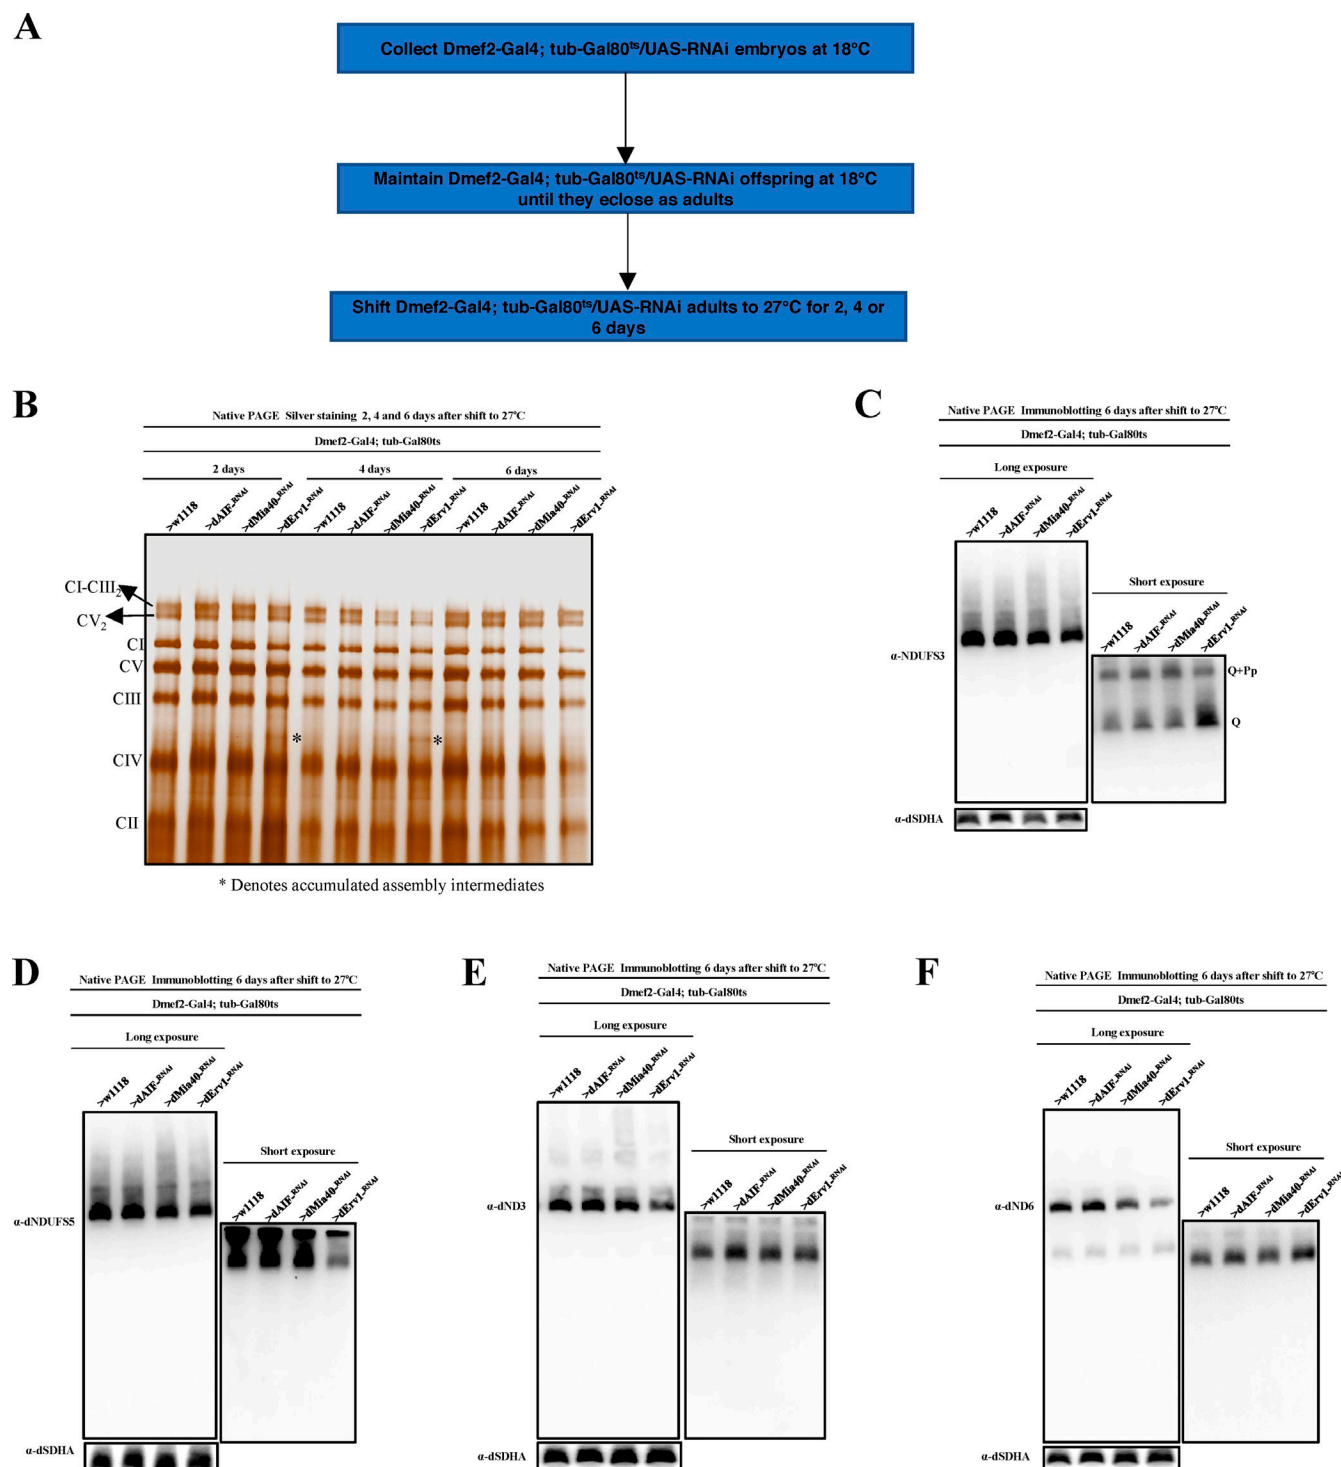 A
Collect Dmef2-Gal4; tub-Gal80ts/UAS-RNAi embryos at 18°C
Maintain Dmef2-Gal4; tub-Gal80ts/UAS-RNAi offspring at 18°C
until they eclose as adults
Shift Dmef2-Gal4; tub-Gal80ts/UAS-RNAi adults to 27°C for 2, 4 or
6 days
B
Native PAGE Silver staining 2, 4 and 6 days after shift to 27°C
Dmef2-Gal4; tub-Gal80ts
2 days 4 days 6 days
>w1118 >dAIF-RNAi >dMia40-RNAi >dErv1-RNAi >w1118 >dAIF-RNAi >dMia40-RNAi >dErv1-RNAi >w1118 >dAIF-RNAi >dMia40-RNAi >dErv1-RNAi
CI-CIII2
CV2
CI
CV
CIII
*
*
CIV
CII
* Denotes accumulated assembly intermediates
C
Native PAGE Immunoblotting 6 days after shift to 27°C
Dmef2-Gal4; tub-Gal80ts
Long exposure
>w1118 >dAIF-RNAi >dMia40-RNAi >dErv1-RNAi
Short exposure
>w1118 >dAIF-RNAi >dMia40-RNAi >dErv1-RNAi
α-NDUFS3
Q+Pp
Q
α-dSDHA
D
Native PAGE Immunoblotting 6 days after shift to 27°C
Dmef2-Gal4; tub-Gal80ts
Long exposure
>w1118 >dAIF-RNAi >dMia40-RNAi >dErv1-RNAi
Short exposure
>w1118 >dAIF-RNAi >dMia40-RNAi >dErv1-RNAi
α-dNDUFS5
α-dSDHA
E
Native PAGE Immunoblotting 6 days after shift to 27°C
Dmef2-Gal4; tub-Gal80ts
Long exposure
>w1118 >dAIF-RNAi >dMia40-RNAi >dErv1-RNAi
Short exposure
>w1118 >dAIF-RNAi >dMia40-RNAi >dErv1-RNAi
α-dND3
α-dSDHA
F
Native PAGE Immunoblotting 6 days after shift to 27°C
Dmef2-Gal4; tub-Gal80ts
Long exposure
>w1118 >dAIF-RNAi >dMia40-RNAi >dErv1-RNAi
Short exposure
>w1118 >dAIF-RNAi >dMia40-RNAi >dErv1-RNAi
α-dND6
α-dSDHA